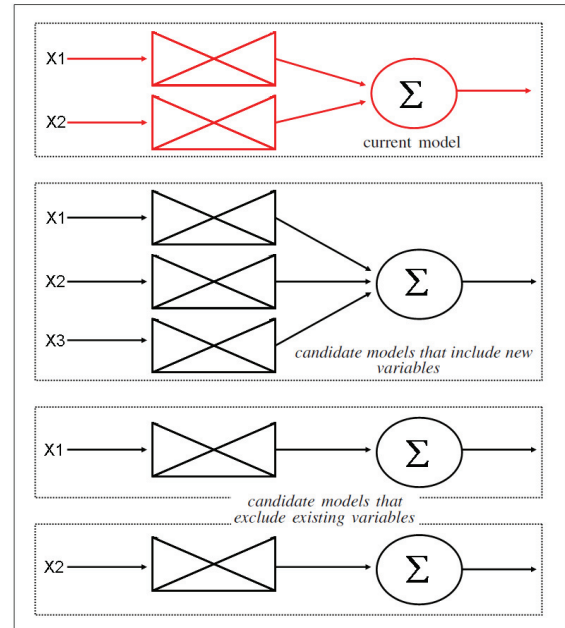 X1
Σ
X2
current model
X1
X2
Σ
X3
candidate models that include new
variables
X1
Σ
candidate models that
exclude existing variables
X2
Σ